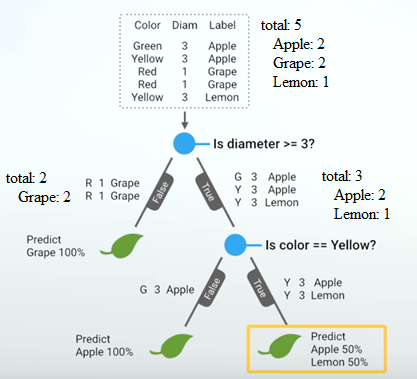 Color Diam Label
Green 3 Apple
Yellow 3 Apple
Red 1 Grape
Red 1 Grape
Yellow 3 Lemon
total: 5
Apple: 2
Grape: 2
Lemon: 1
Is diameter >= 3?
total: 2
Grape: 2
R 1 Grape
R 1 Grape
False
True
G 3 Apple
Y 3 Apple
Y 3 Lemon
total: 3
Apple: 2
Lemon: 1
Predict
Grape 100%
Is color == Yellow?
G 3 Apple
False
True
Y 3 Apple
Y 3 Lemon
Predict
Apple 100%
Predict
Apple 50%
Lemon 50%